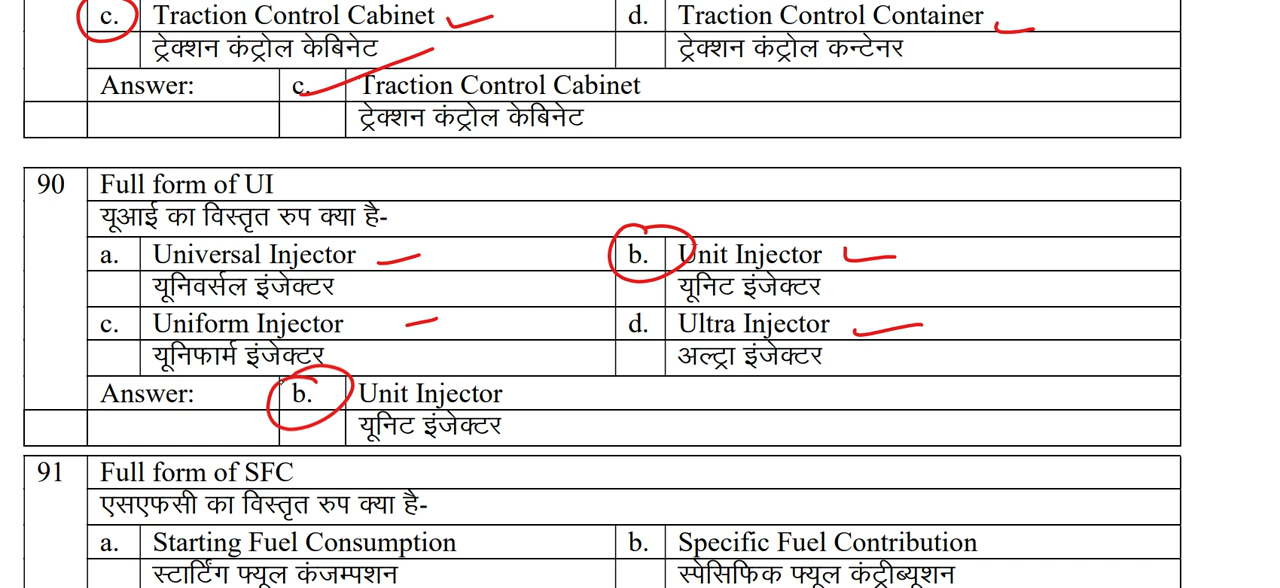 c. Traction Control Cabinet d. Traction Control Container
ट्रेक्शन कंट्रोल केबिनेट ट्रेक्शन कंट्रोल कन्टेनर
Answer: c. Traction Control Cabinet
ट्रेक्शन कंट्रोल केबिनेट
90 Full form of UI
यूआई का विस्तृत रुप क्या है-
a. Universal Injector b. Unit Injector
यूनिवर्सल इंजेक्टर यूनिट इंजेक्टर
c. Uniform Injector d. Ultra Injector
यूनिफार्म इंजेक्टर अल्ट्रा इंजेक्टर
Answer: b. Unit Injector
यूनिट इंजेक्टर
91 Full form of SFC
एसएफसी का विस्तृत रुप क्या है-
a. Starting Fuel Consumption b. Specific Fuel Contribution
स्टार्टिंग फ्यूल कंजम्पशन स्पेसिफिक फ्यूल कंट्रीब्यूशन